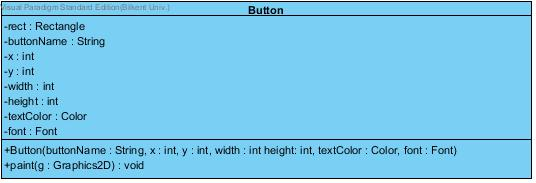 Visual Paradigm Standard Edition(Bilkent Univ.)
Button
-rect : Rectangle
-buttonName : String
-x : int
-y : int
-width : int
-height : int
-textColor : Color
-font : Font
+Button(buttonName : String, x : int, y : int, width : int height: int, textColor : Color, font : Font)
+paint(g : Graphics2D) : void